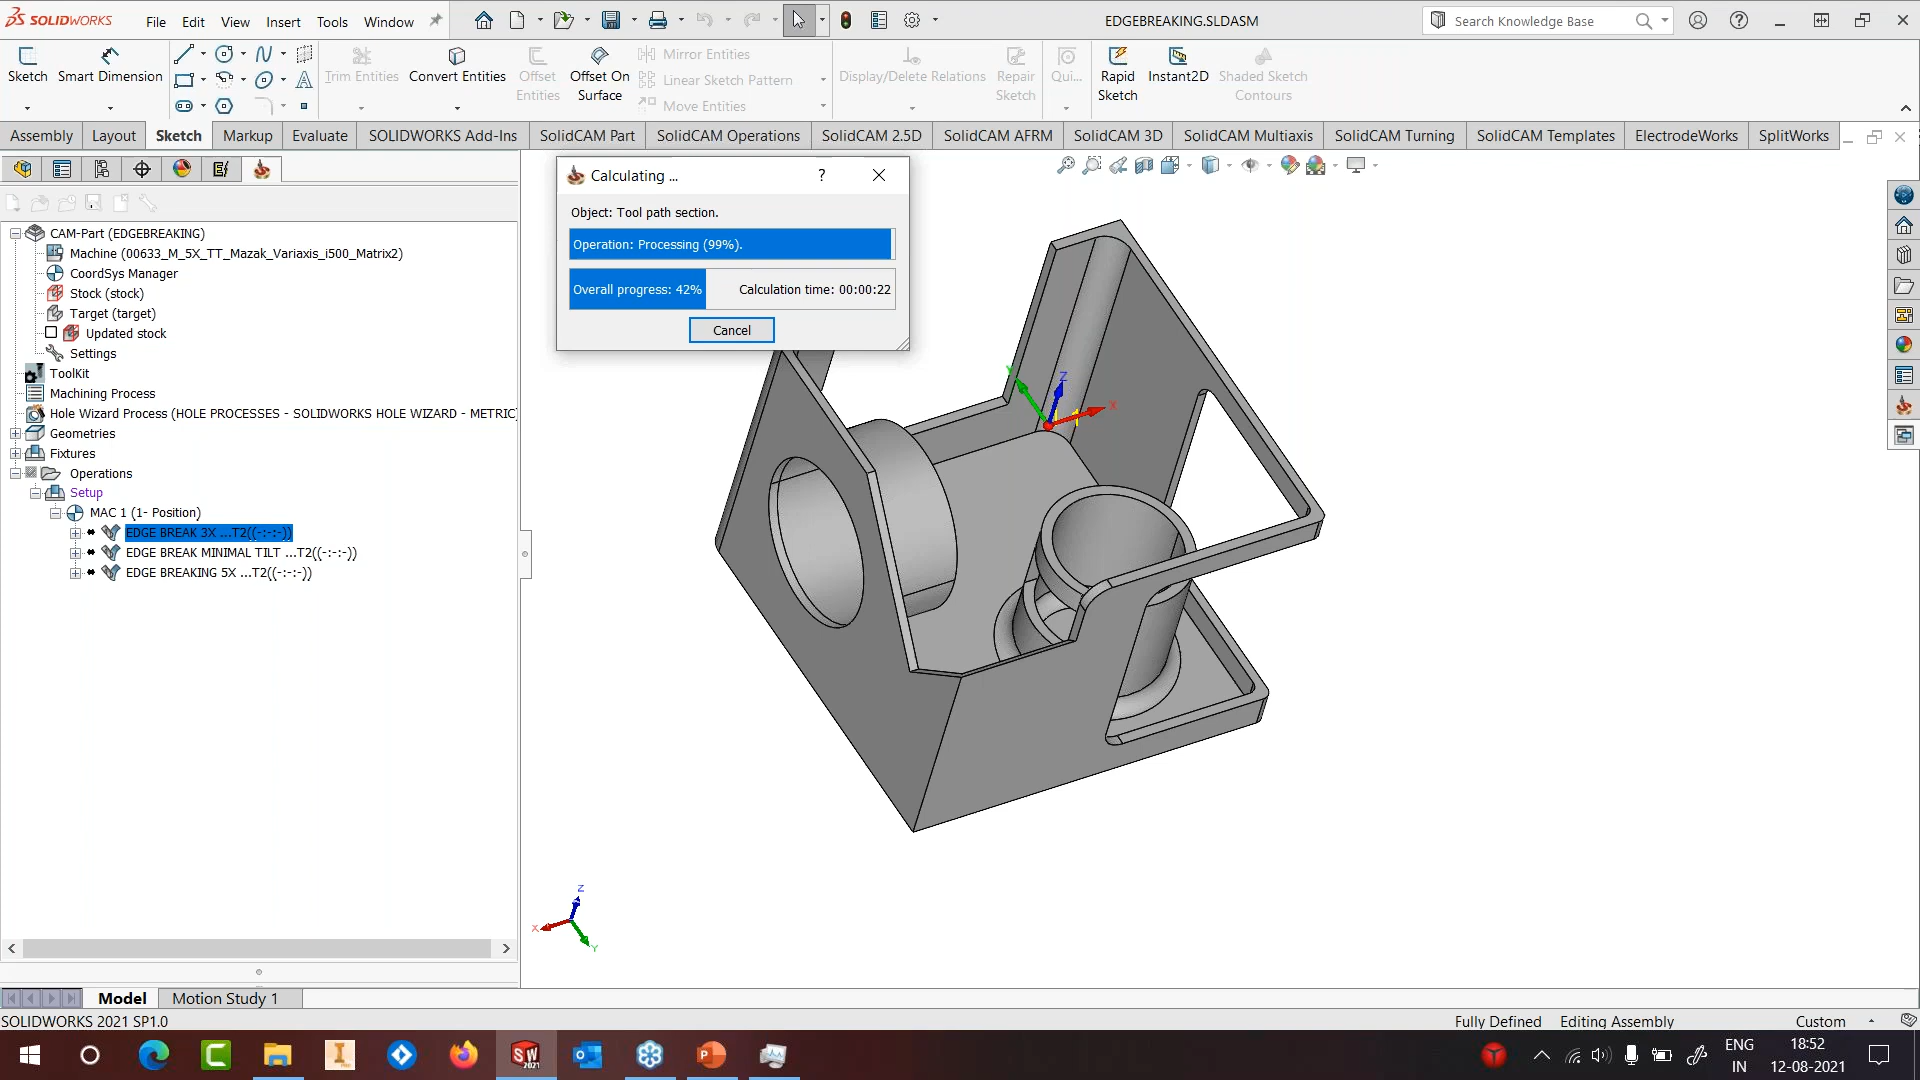 SOLIDWORKS File Edit View Insert Tools Window EDGEBREAKING.SLDASM Search Knowledge Base
Sketch Smart Dimension Trim Entities Convert Entities Offset Entities Offset On Surface Mirror Entities Linear Sketch Pattern Move Entities Display/Delete Relations Repair Sketch Qui... Rapid Sketch Instant2D Shaded Sketch Contours
Assembly Layout Sketch Markup Evaluate SOLIDWORKS Add-Ins SolidCAM Part SolidCAM Operations SolidCAM 2.5D SolidCAM AFRM SolidCAM 3D SolidCAM Multiaxis SolidCAM Turning SolidCAM Templates ElectrodeWorks SplitWorks
Calculating ... ?
Object: Tool path section.
Operation: Processing (99%).
Overall progress: 42% Calculation time: 00:00:22
Cancel
CAM-Part (EDGEBREAKING)
Machine (00633_M_5X_TT_Mazak_Variaxis_i500_Matrix2)
CoordSys Manager
Stock (stock)
Target (target)
Updated stock
Settings
ToolKit
Machining Process
Hole Wizard Process (HOLE PROCESSES - SOLIDWORKS HOLE WIZARD - METRIC)
Geometries
Fixtures
Operations
Setup
MAC 1 (1- Position)
EDGE BREAK 3X ...T2((-:-:-))
EDGE BREAK MINIMAL TILT ...T2((-:-:-))
EDGE BREAKING 5X ...T2((-:-:-))
Y Z X
Z
X
Y
Model Motion Study 1
SOLIDWORKS 2021 SP1.0 Fully Defined Editing Assembly Custom
ENG 18:52
IN 12-08-2021